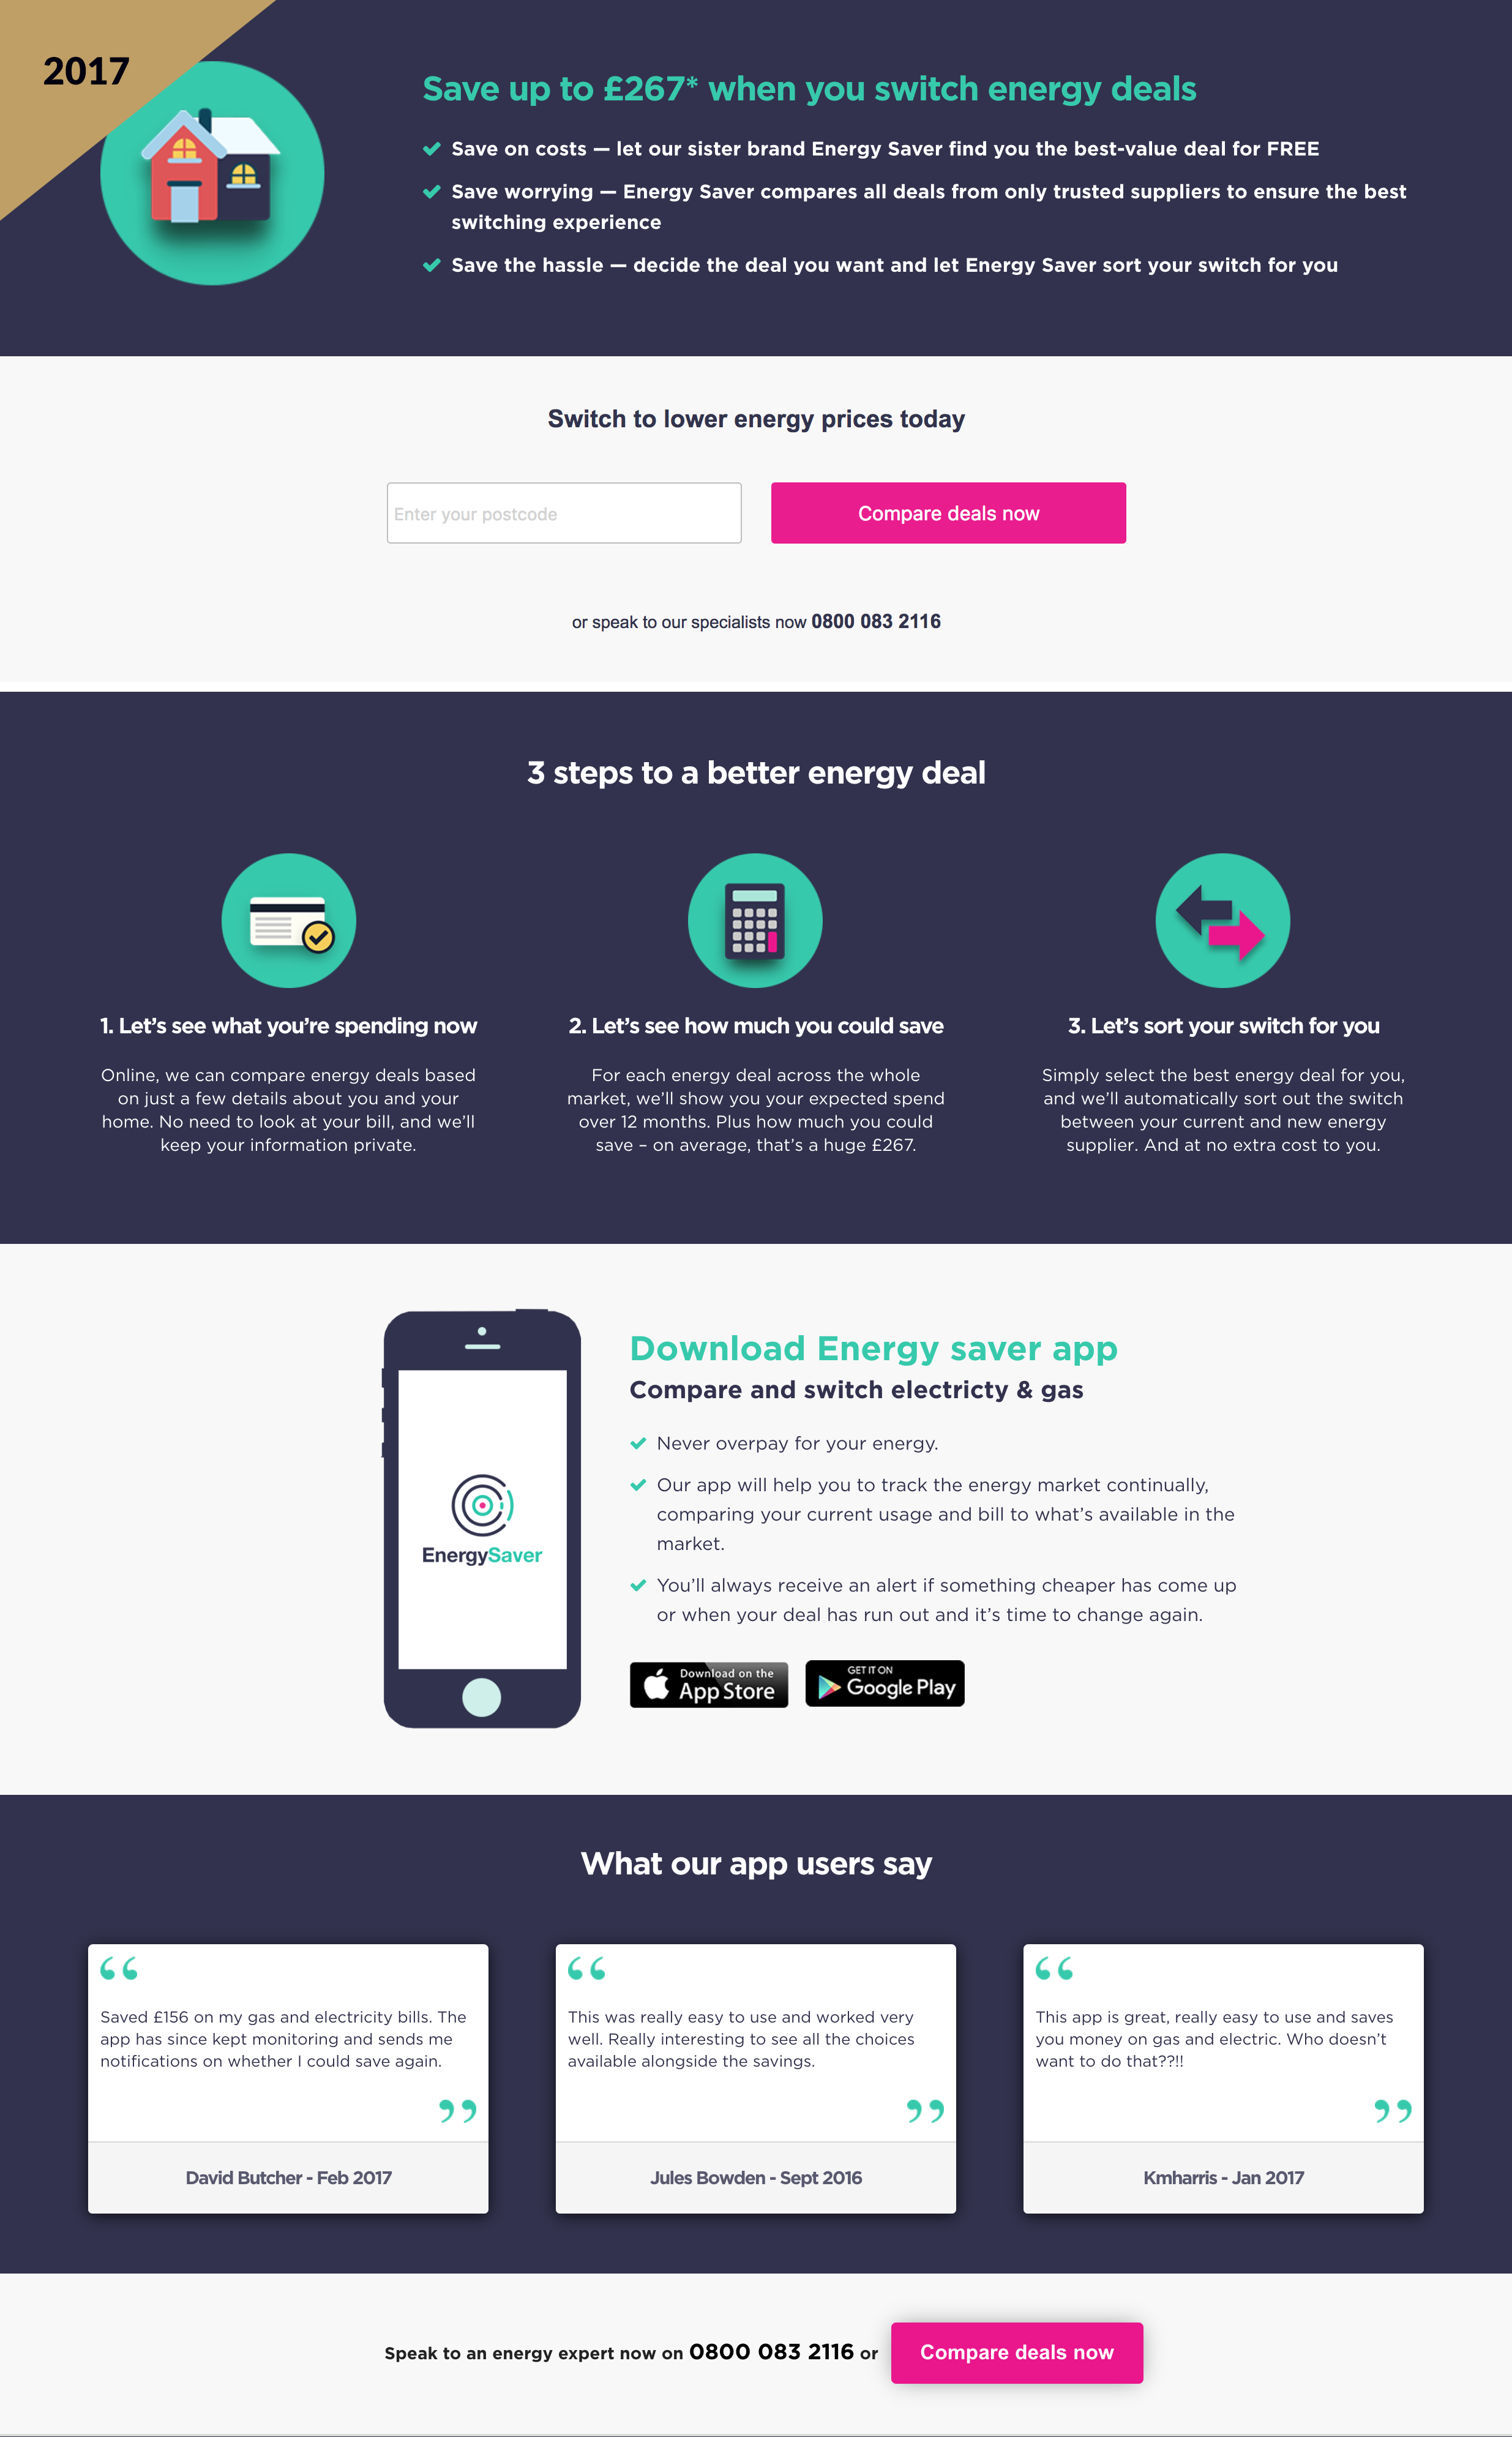 2017
Save up to £267* when you switch energy deals
Save on costs — let our sister brand Energy Saver find you the best-value deal for FREE
Save worrying — Energy Saver compares all deals from only trusted suppliers to ensure the best
switching experience
Save the hassle — decide the deal you want and let Energy Saver sort your switch for you
Switch to lower energy prices today
Enter your postcode
Compare deals now
or speak to our specialists now 0800 083 2116
3 steps to a better energy deal
1. Let’s see what you’re spending now
Online, we can compare energy deals based
on just a few details about you and your
home. No need to look at your bill, and we’ll
keep your information private.
2. Let’s see how much you could save
For each energy deal across the whole
market, we’ll show you your expected spend
over 12 months. Plus how much you could
save – on average, that’s a huge £267.
3. Let’s sort your switch for you
Simply select the best energy deal for you,
and we’ll automatically sort out the switch
between your current and new energy
supplier. And at no extra cost to you.
EnergySaver
Download Energy saver app
Compare and switch electricty & gas
Never overpay for your energy.
Our app will help you to track the energy market continually,
comparing your current usage and bill to what’s available in the
market.
You’ll always receive an alert if something cheaper has come up
or when your deal has run out and it’s time to change again.
Download on the
App Store
GET IT ON
Google Play
What our app users say
“
Saved £156 on my gas and electricity bills. The
app has since kept monitoring and sends me
notifications on whether I could save again.
”
David Butcher - Feb 2017
“
This was really easy to use and worked very
well. Really interesting to see all the choices
available alongside the savings.
”
Jules Bowden - Sept 2016
“
This app is great, really easy to use and saves
you money on gas and electric. Who doesn’t
want to do that??!!
”
Kmharris - Jan 2017
Speak to an energy expert now on 0800 083 2116 or
Compare deals now